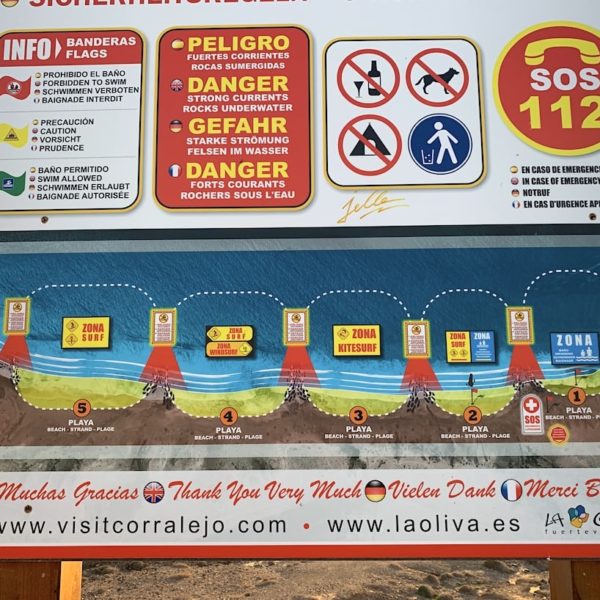 SICHERHEITSREGELN
INFO BANDERAS
FLAGS
PROHIBIDO EL BAÑO
FORBIDDEN TO SWIM
SCHWIMMEN VERBOTEN
BAIGNADE INTERDIT
PRECAUCIÓN
CAUTION
VORSICHT
PRUDENCE
BAÑO PERMITIDO
SWIM ALLOWED
SCHWIMMEN ERLAUBT
BAIGNADE AUTORISÉE
PELIGRO
FUERTES CORRIENTES
ROCAS SUMERGIDAS
DANGER
STRONG CURRENTS
ROCKS UNDERWATER
GEFAHR
STARKE STRÖMUNG
FELSEN IM WASSER
DANGER
FORTS COURANTS
ROCHERS SOUS L'EAU
SOS
112
EN CASO DE EMERGENC
IN CASE OF EMERGENCY
NOTRUF
EN CAS D'URGENCE APP
ZONA
SURF
ZONA
SURF
ZONA
WINDSURF
ZONA
KITESURF
ZONA
SURF
ZONA
ZONA
5
PLAYA
BEACH - STRAND - PLAGE
4
PLAYA
BEACH - STRAND - PLAGE
3
PLAYA
BEACH - STRAND - PLAGE
2
PLAYA
BEACH - STRAND - PLAGE
SOS
1
PLAYA
BEACH - STRAND - PLAGE
Muchas Gracias Thank You Very Much Vielen Dank Merci B
www.visitcorralejo.com • www.laoliva.es
LA
fuertev